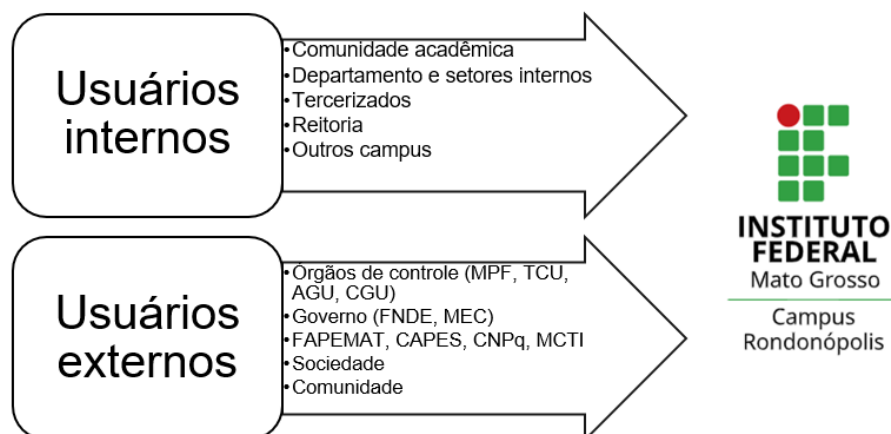 Usuários
internos
•Comunidade acadêmica
•Departamento e setores internos
•Tercerizados
•Reitoria
•Outros campus
Usuários
externos
•Órgãos de controle (MPF, TCU,
AGU, CGU)
•Governo (FNDE, MEC)
•FAPEMAT, CAPES, CNPq, MCTI
•Sociedade
•Comunidade
INSTITUTO
FEDERAL
Mato Grosso
Campus
Rondonópolis